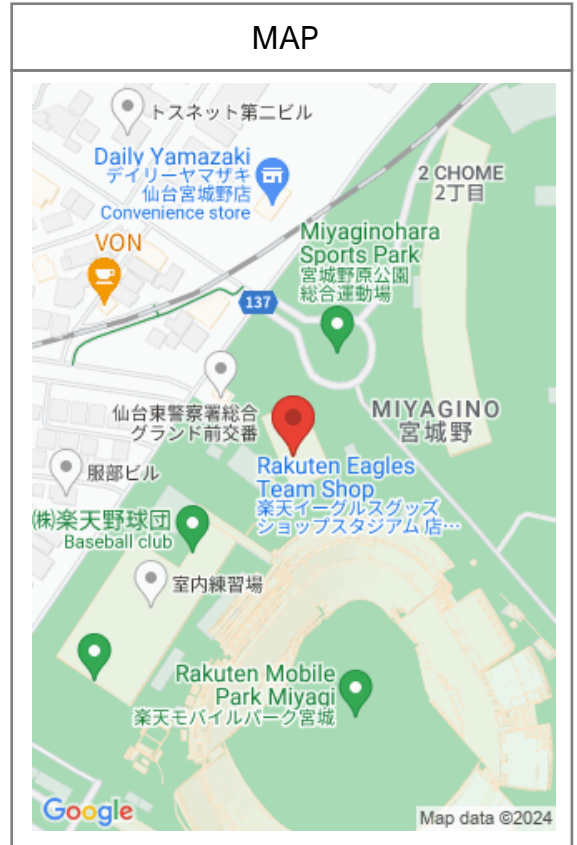 MAP
トスネット第二ビル
Daily Yamazaki
デイリーヤマザキ
仙台宮城野店
Convenience store
2 CHOME
2丁目
VON
Miyaginohara
Sports Park
宮城野原公園
総合運動場
137
仙台東警察署総合
グランド前交番
MIYAGINO
宮城野
服部ビル
Rakuten Eagles
Team Shop
楽天イーグルスグッズ
ショップスタジアム店…
㈱楽天野球団
Baseball club
室内練習場
Rakuten Mobile
Park Miyagi
楽天モバイルパーク宮城
Google
Map data ©2024